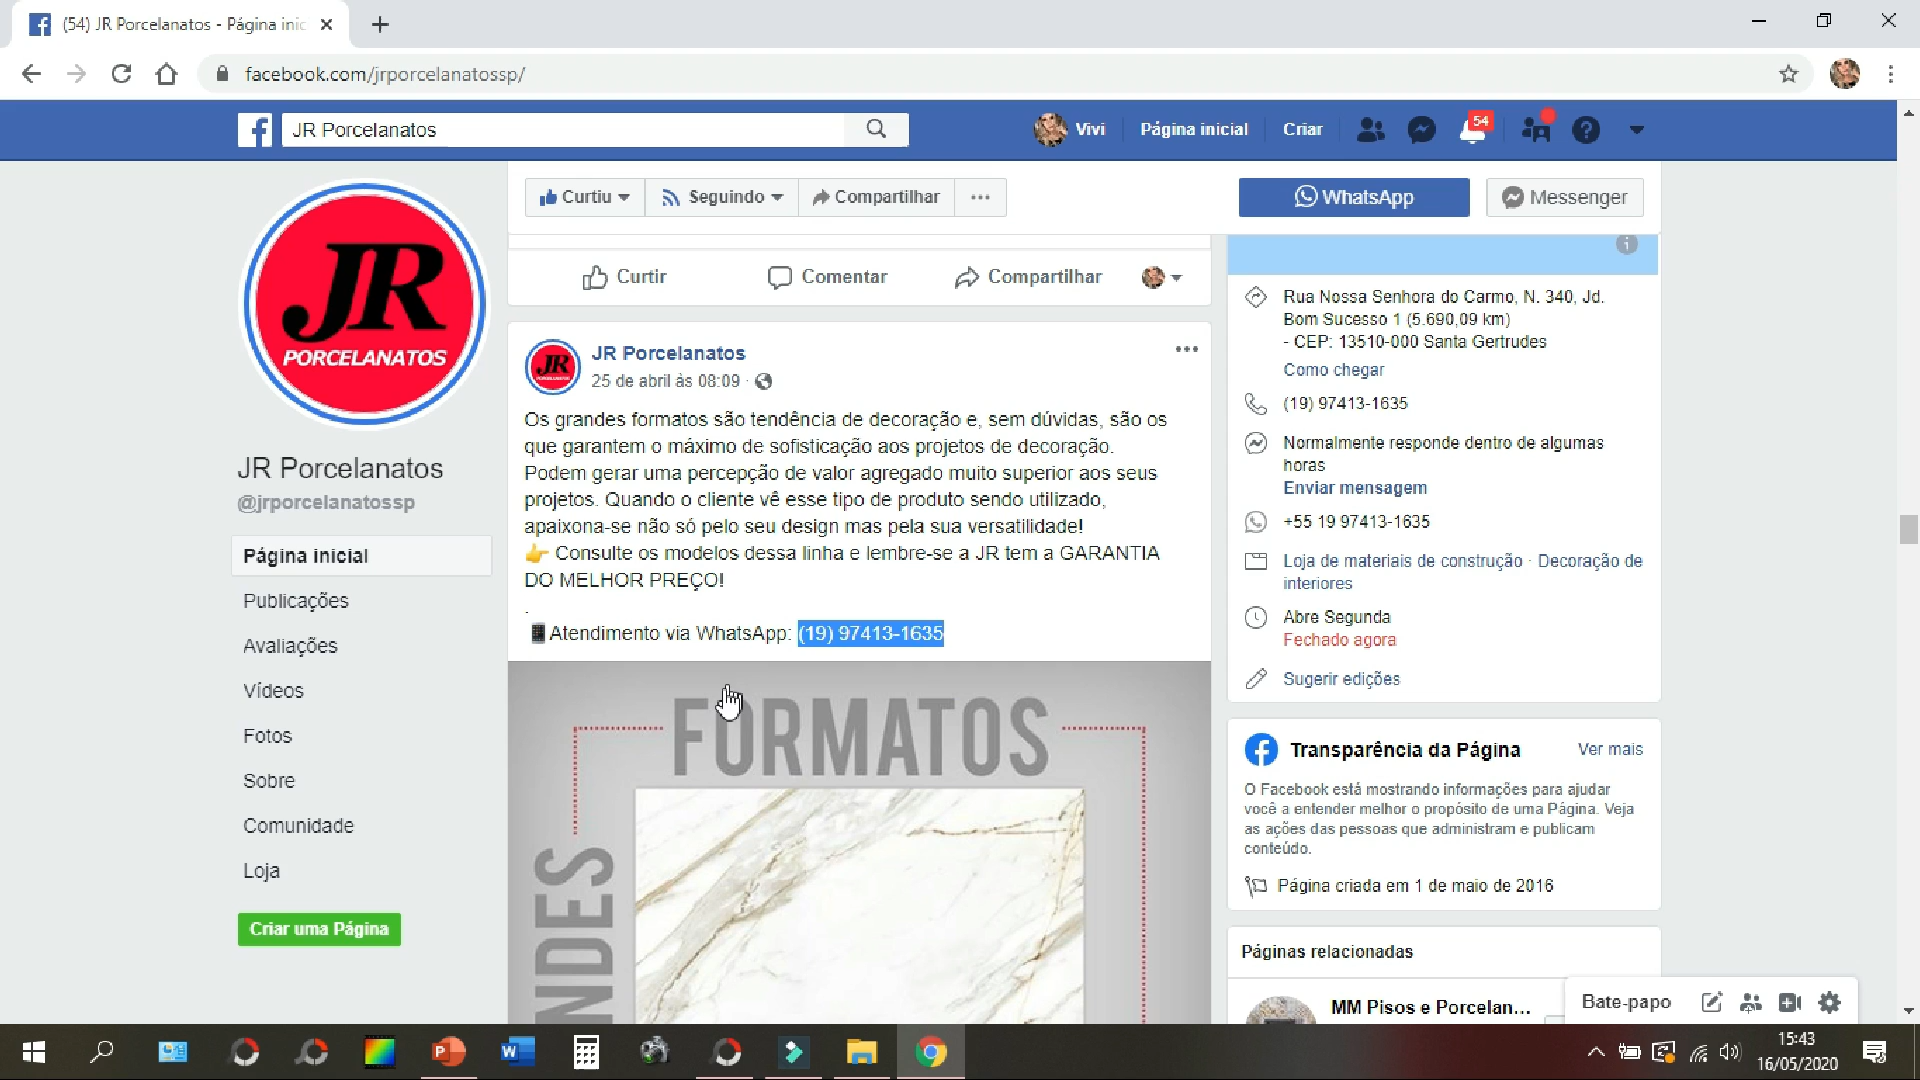 (54) JR Porcelanatos - Página inic
facebook.com/jrporcelanatossp/
JR Porcelanatos
Vivi
Página inicial
Criar
54
Curtiu
Seguindo
Compartilhar
WhatsApp
Messenger
JR
PORCELANATOS
JR Porcelanatos
@jrporcelanatossp
Página inicial
Publicações
Avaliações
Vídeos
Fotos
Sobre
Comunidade
Loja
Criar uma Página
Curtir
Comentar
Compartilhar
JR
JR Porcelanatos
25 de abril às 08:09 ·
Os grandes formatos são tendência de decoração e, sem dúvidas, são os
que garantem o máximo de sofisticação aos projetos de decoração.
Podem gerar uma percepção de valor agregado muito superior aos seus
projetos. Quando o cliente vê esse tipo de produto sendo utilizado,
apaixona-se não só pelo seu design mas pela sua versatilidade!
👉 Consulte os modelos dessa linha e lembre-se a JR tem a GARANTIA
DO MELHOR PREÇO!
.
📱Atendimento via WhatsApp: (19) 97413-1635
FORMATOS
NDES
Rua Nossa Senhora do Carmo, N. 340, Jd.
Bom Sucesso 1 (5.690,09 km)
- CEP: 13510-000 Santa Gertrudes
Como chegar
(19) 97413-1635
Normalmente responde dentro de algumas
horas
Enviar mensagem
+55 19 97413-1635
Loja de materiais de construção · Decoração de
interiores
Abre Segunda
Fechado agora
Sugerir edições
Transparência da Página
Ver mais
O Facebook está mostrando informações para ajudar
você a entender melhor o propósito de uma Página. Veja
as ações das pessoas que administram e publicam
conteúdo.
Página criada em 1 de maio de 2016
Páginas relacionadas
MM Pisos e Porcelan...
Bate-papo
15:43
16/05/2020